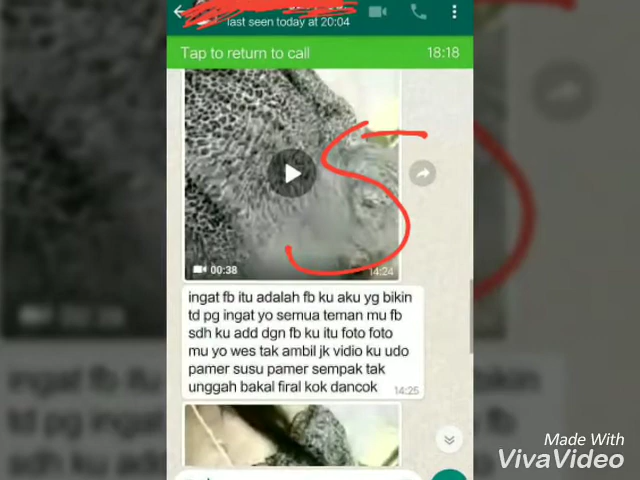 last seen today at 20:04
Tap to return to call 18:18
00:38 14:24
ingat fb itu adalah fb ku aku yg bikin
td pg ingat yo semua teman mu fb
sdh ku add dgn fb ku itu foto foto
mu yo wes tak ambil jk vidio ku udo
pamer susu pamer sempak tak
unggah bakal firal kok dancok 14:25
Made With
VivaVideo